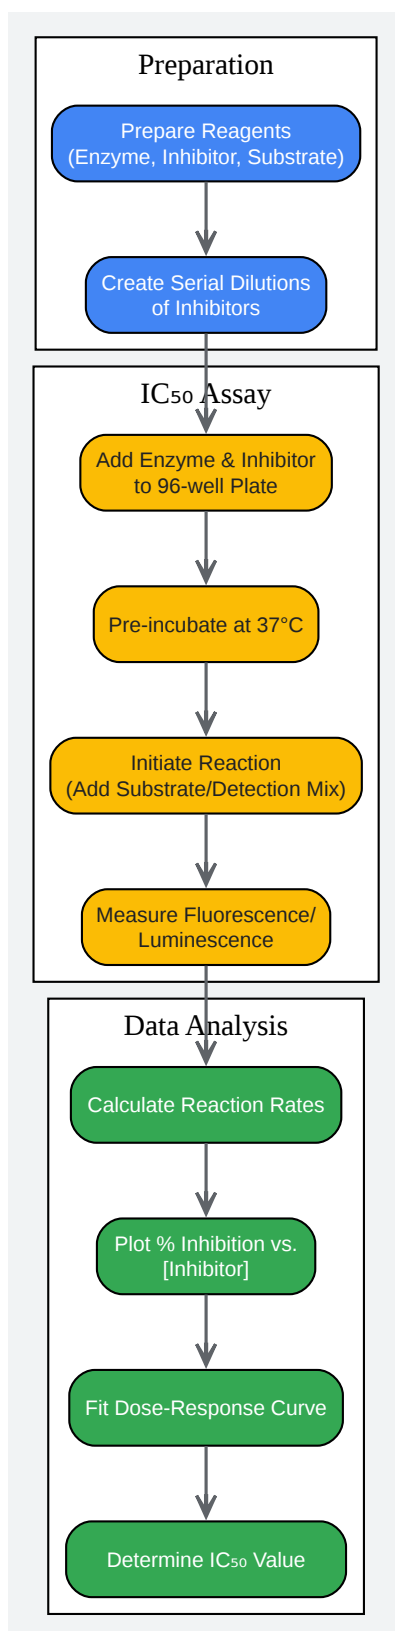 Preparation
Prepare Reagents
(Enzyme, Inhibitor, Substrate)
Create Serial Dilutions
of Inhibitors
IC₅₀ Assay
Add Enzyme & Inhibitor
to 96-well Plate
Pre-incubate at 37°C
Initiate Reaction
(Add Substrate/Detection Mix)
Measure Fluorescence/
Luminescence
Data Analysis
Calculate Reaction Rates
Plot % Inhibition vs.
[Inhibitor]
Fit Dose-Response Curve
Determine IC₅₀ Value